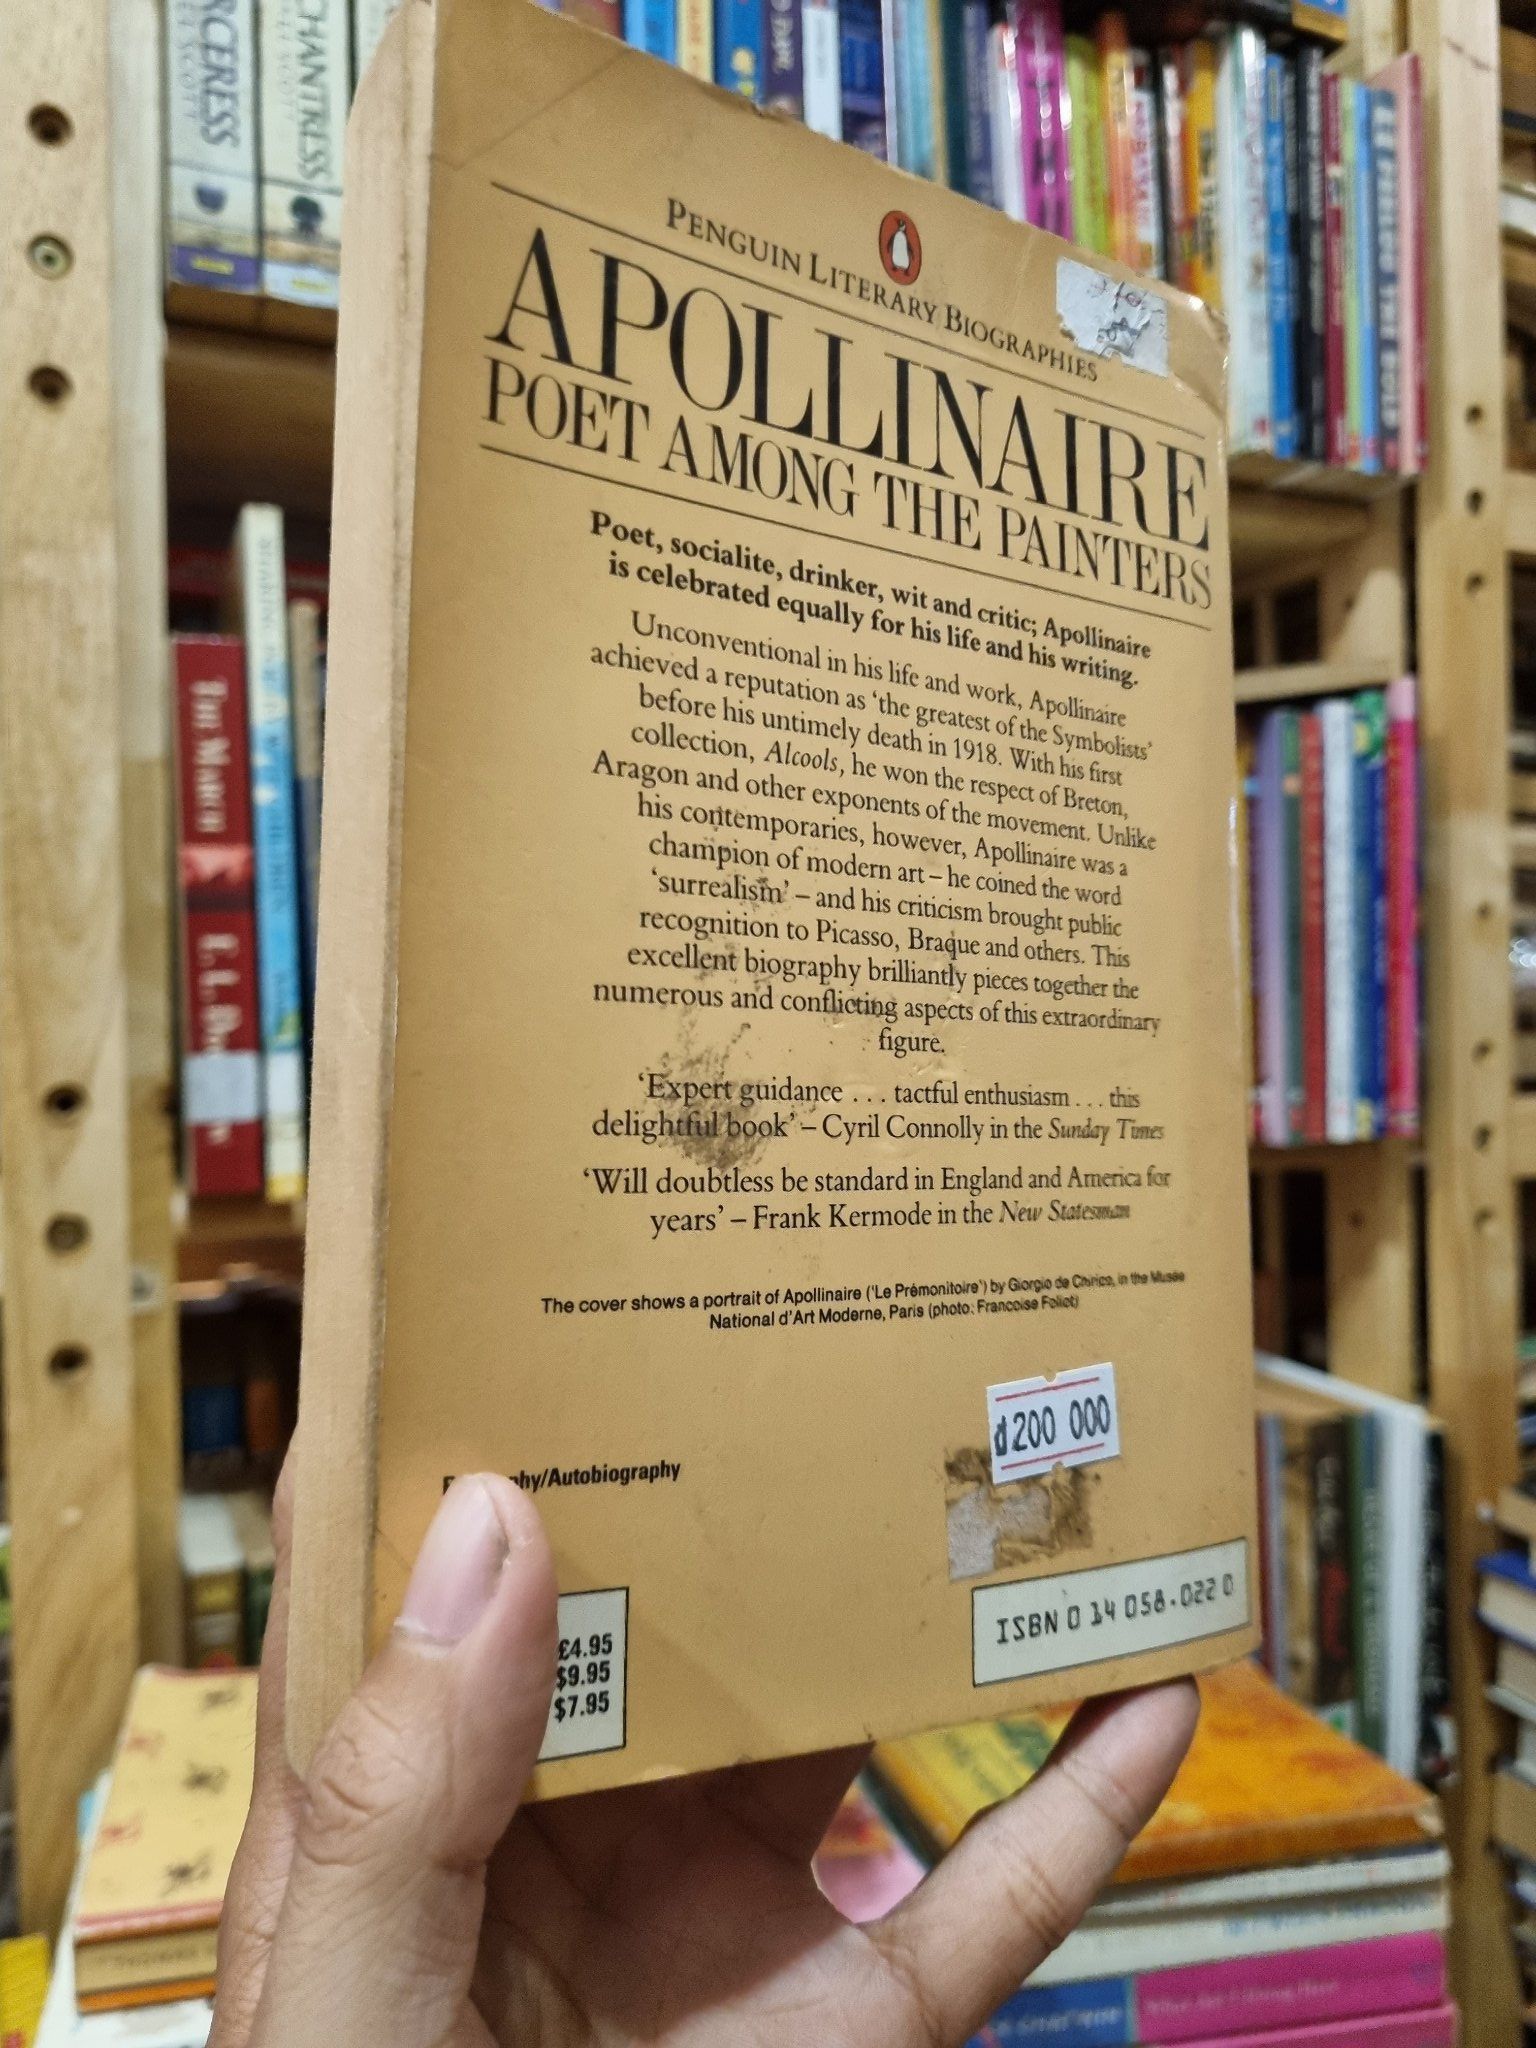 RCERESS
CHANTRESS
THE MARCH
PENGUIN LITERARY BIOGRAPHIES
APOLLINAIRE
POET AMONG THE PAINTERS
Poet, socialite, drinker, wit and critic; Apollinaire
is celebrated equally for his life and his writing.
Unconventional in his life and work, Apollinaire
achieved a reputation as ‘the greatest of the Symbolists’
before his untimely death in 1918. With his first
collection, Alcools, he won the respect of Breton,
Aragon and other exponents of the movement. Unlike
his contemporaries, however, Apollinaire was a
champion of modern art – he coined the word
‘surrealism’ – and his criticism brought public
recognition to Picasso, Braque and others. This
excellent biography brilliantly pieces together the
numerous and conflicting aspects of this extraordinary
figure.
‘Expert guidance . . . tactful enthusiasm . . . this
delightful book’ – Cyril Connolly in the Sunday Times
‘Will doubtless be standard in England and America for
years’ – Frank Kermode in the New Statesman
The cover shows a portrait of Apollinaire (‘Le Prémonitoire’) by Giorgio de Chirico, in the Musée
National d’Art Moderne, Paris (photo: Francoise Foliot)
đ200 000
hy/Autobiography
ISBN 0 14 058.022 0
£4.95
$9.95
$7.95